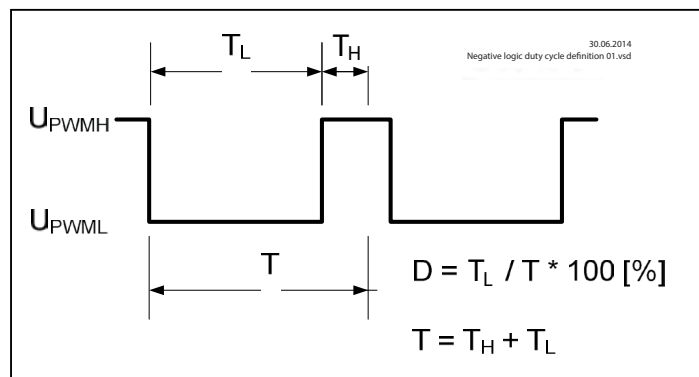 30.06.2014
Negative logic duty cycle definition 01.vsd
TL TH
UPWMH
UPWML
T
D = TL / T * 100 [%]
T = TH + TL